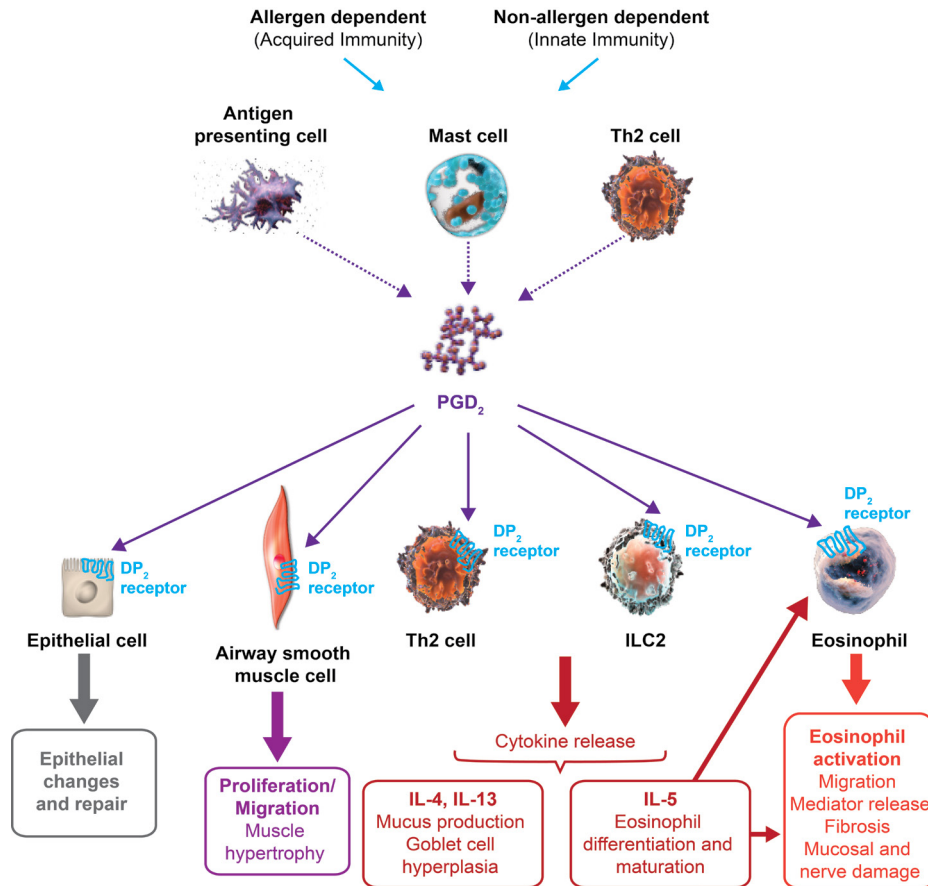 Allergen dependent
(Acquired Immunity)
Non-allergen dependent
(Innate Immunity)
Antigen
presenting cell
Mast cell
Th2 cell
PGD₂
DP₂
receptor
Epithelial cell
DP₂
receptor
Airway smooth
muscle cell
DP₂
receptor
Th2 cell
DP₂
receptor
ILC2
DP₂
receptor
Eosinophil
Epithelial
changes
and repair
Proliferation/
Migration
Muscle
hypertrophy
Cytokine release
IL-4, IL-13
Mucus production
Goblet cell
hyperplasia
IL-5
Eosinophil
differentiation and
maturation
Eosinophil
activation
Migration
Mediator release
Fibrosis
Mucosal and
nerve damage